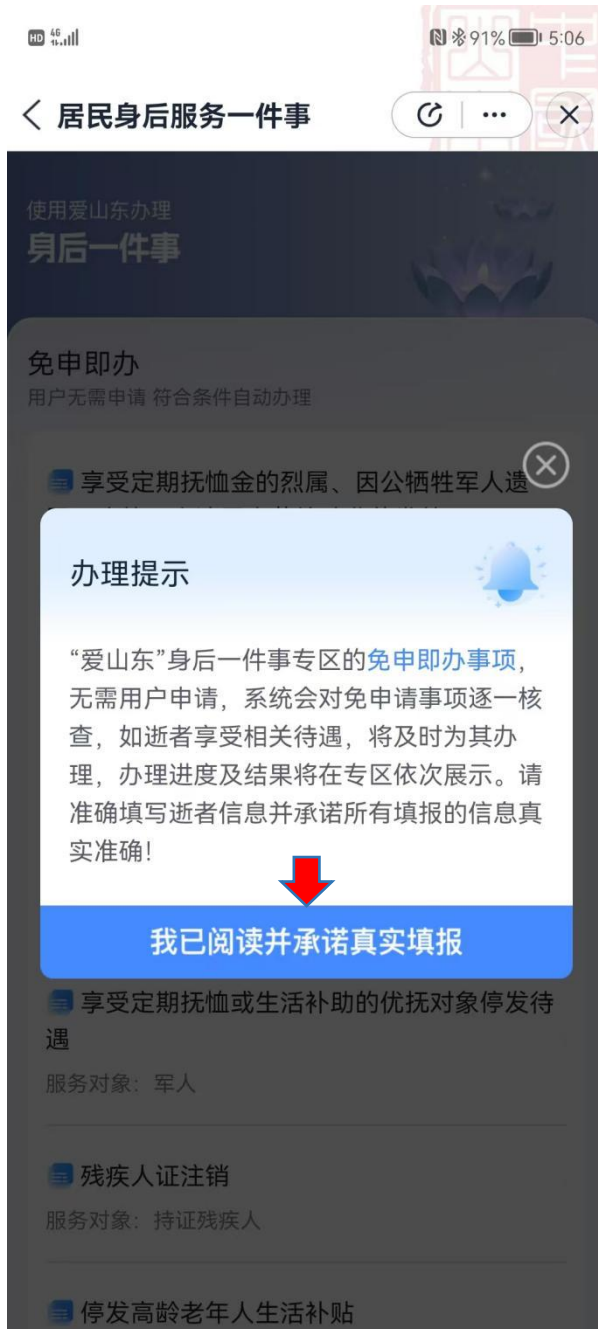 HD 4G 91% 5:06
居民身后服务一件事
使用爱山东办理
身后一件事
免申即办
用户无需申请 符合条件自动办理
享受定期抚恤金的烈属、因公牺牲军人遗
办理提示
“爱山东”身后一件事专区的免申即办事项，
无需用户申请，系统会对免申请事项逐一核
查，如逝者享受相关待遇，将及时为其办
理，办理进度及结果将在专区依次展示。请
准确填写逝者信息并承诺所有填报的信息真
实准确！
我已阅读并承诺真实填报
享受定期抚恤或生活补助的优抚对象停发待
遇
服务对象：军人
残疾人证注销
服务对象：持证残疾人
停发高龄老年人生活补贴